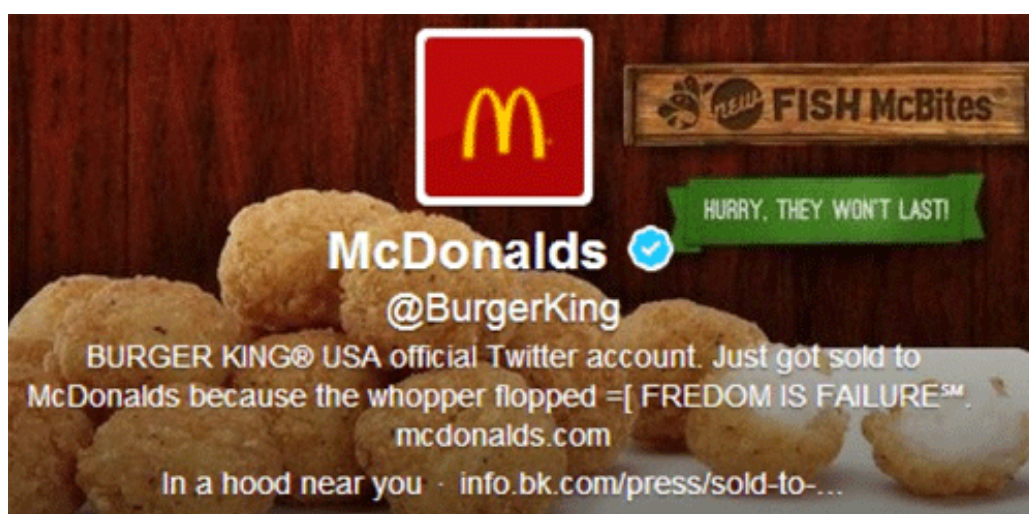 NEW FISH McBites®
HURRY, THEY WON'T LAST!
McDonalds
@BurgerKing
BURGER KING® USA official Twitter account. Just got sold to
McDonalds because the whopper flopped =[ FREDOM IS FAILURE℠.
mcdonalds.com
In a hood near you · info.bk.com/press/sold-to-...